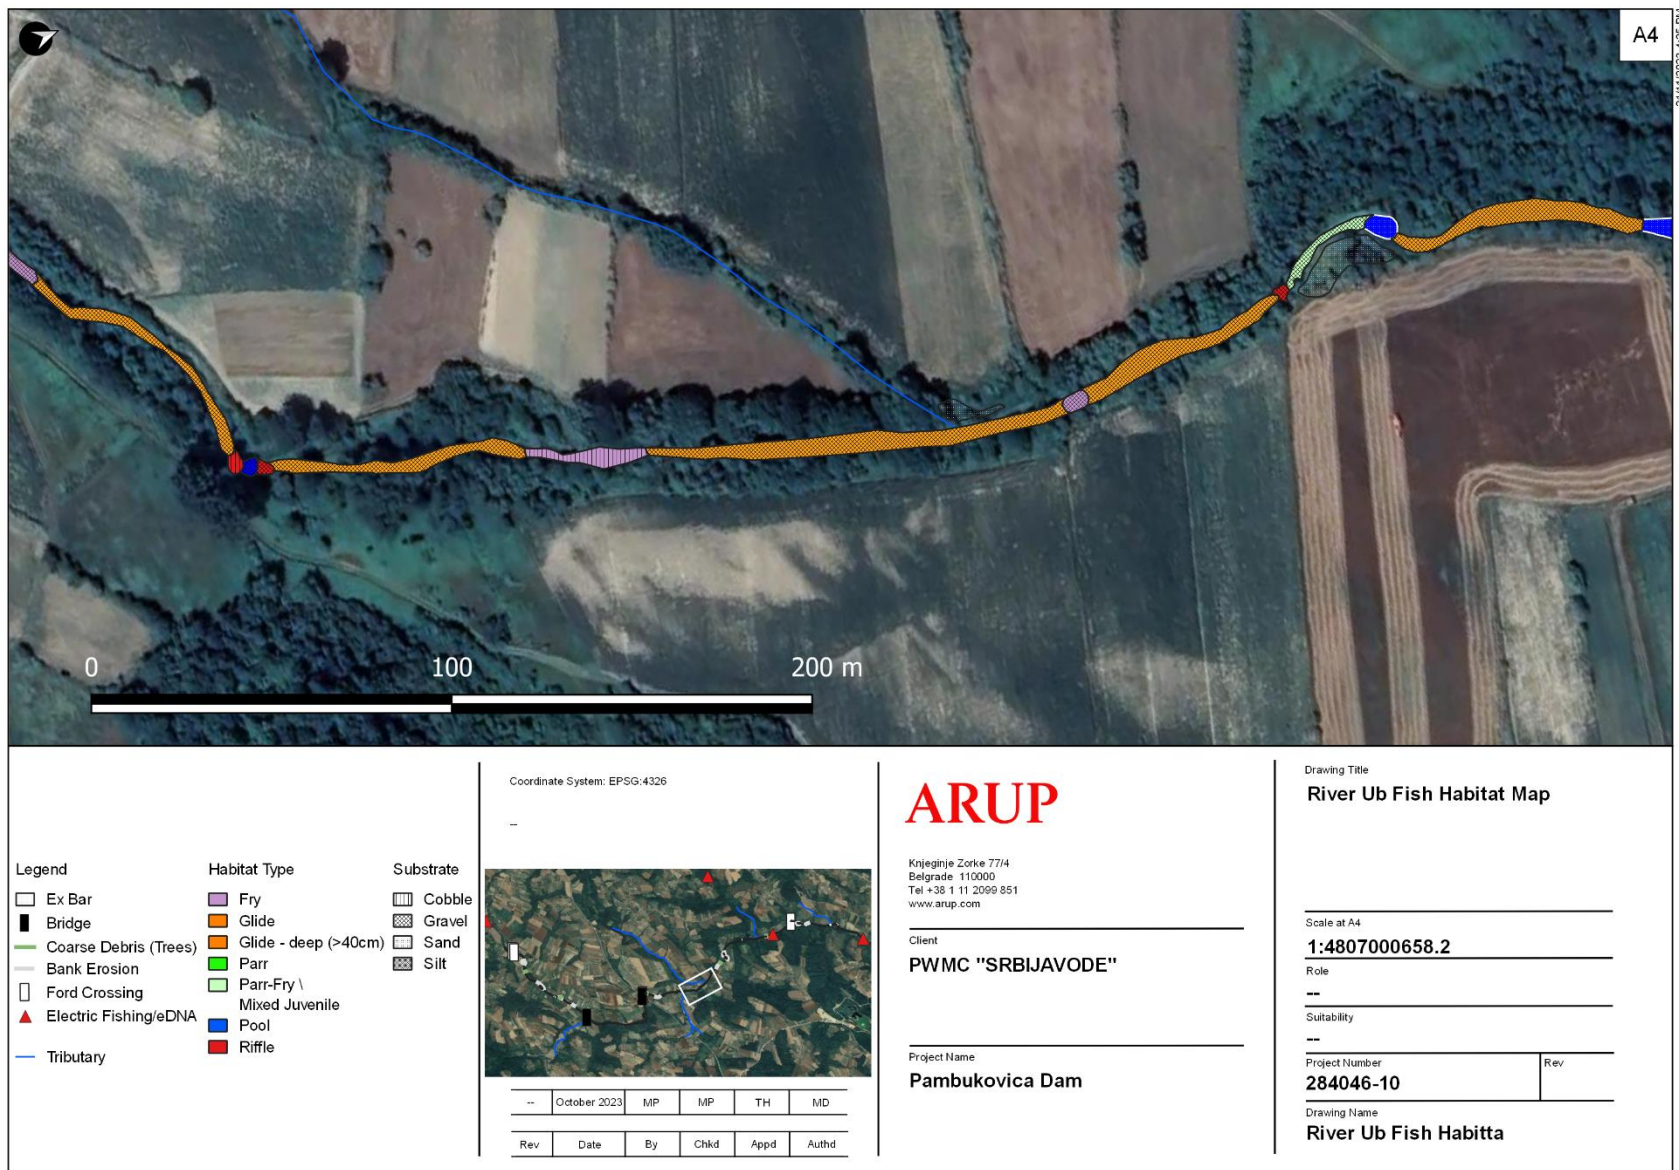 A4
0
100
200 m
Legend
Ex Bar
Bridge
Coarse Debris (Trees)
Bank Erosion
Ford Crossing
Electric Fishing/eDNA
Tributary
Habitat Type
Fry
Glide
Glide - deep (>40cm)
Parr
Parr-Fry \
Mixed Juvenile
Pool
Riffle
Substrate
Cobble
Gravel
Sand
Silt
Coordinate System: EPSG:4326
--
-- October 2023 MP MP TH MD
Rev Date By Chkd Appd Authd
ARUP
Knjeginje Zorke 77/4
Belgrade 110000
Tel +38 1 11 2099 851
www.arup.com
Client
PWMC "SRBIJAVODE"
Project Name
Pambukovica Dam
Drawing Title
River Ub Fish Habitat Map
Scale at A4
1:4807000658.2
Role
--
Suitability
--
Project Number
284046-10
Rev
Drawing Name
River Ub Fish Habitta